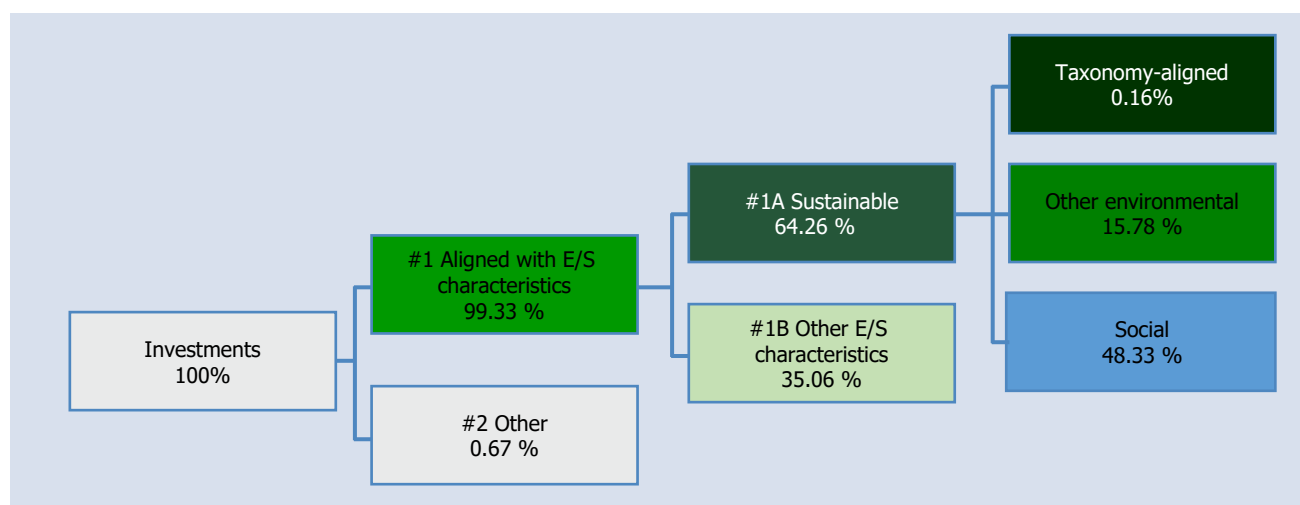 Investments
100%
#1 Aligned with E/S
characteristics
99.33 %
#2 Other
0.67 %
#1A Sustainable
64.26 %
#1B Other E/S
characteristics
35.06 %
Taxonomy-aligned
0.16%
Other environmental
15.78 %
Social
48.33 %